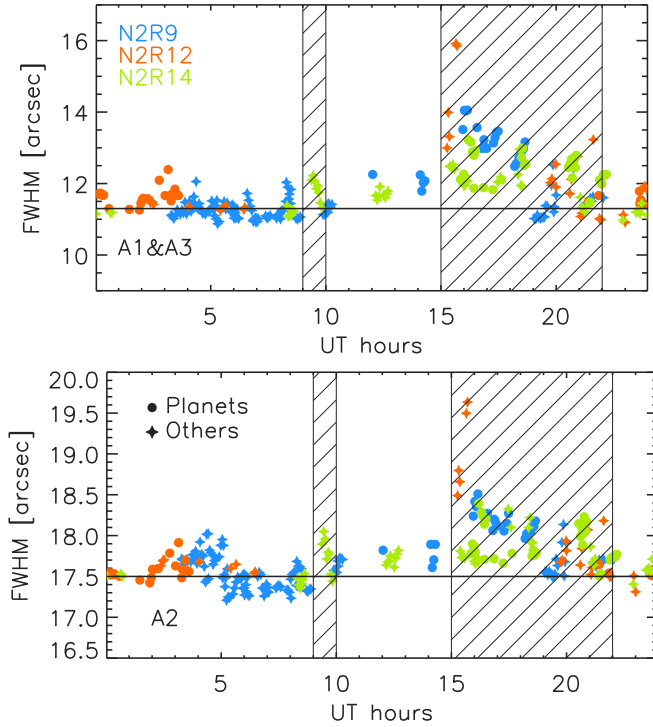 16
14
12
10
FWHM [arcsec]
N2R9
N2R12
N2R14
A1&A3
5
10
15
20
UT hours
20.0
19.5
19.0
18.5
18.0
17.5
17.0
16.5
FWHM [arcsec]
Planets
Others
A2
5
10
15
20
UT hours